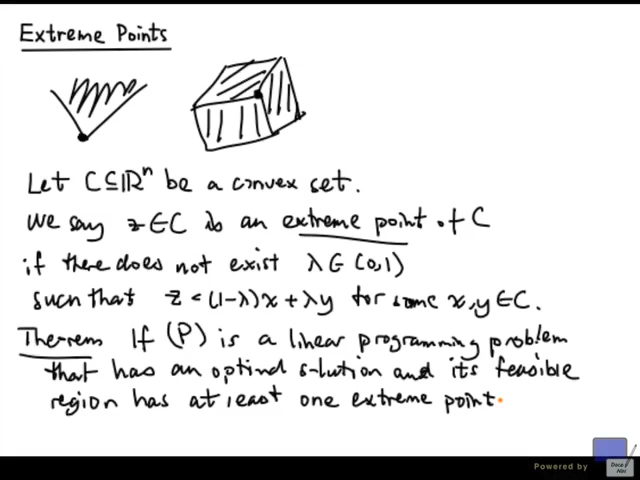 Extreme Points
Let C⊆ℝⁿ be a convex set.
We say z∈C is an extreme point of C
if there does not exist λ∈(0,1)
such that z = (1-λ)x + λy for some x,y∈C.
Theorem If (P) is a linear programming problem
that has an optimal solution and its feasible
region has at least one extreme point.
Powered by